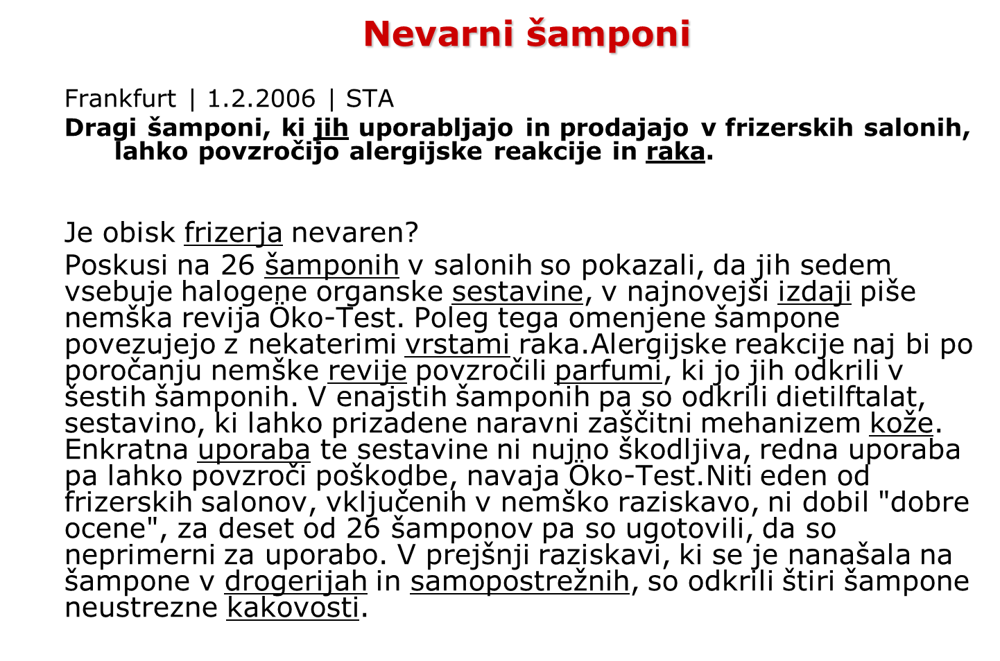 Nevarni šamponi
Frankfurt | 1.2.2006 | STA
Dragi šamponi, ki jih uporabljajo in prodajajo v frizerskih salonih,
lahko povzročijo alergijske reakcije in raka.
Je obisk frizerja nevaren?
Poskusi na 26 šamponih v salonih so pokazali, da jih sedem
vsebuje halogene organske sestavine, v najnovejši izdaji piše
nemška revija Öko-Test. Poleg tega omenjene šampone
povezujejo z nekaterimi vrstami raka.Alergijske reakcije naj bi po
poročanju nemške revije povzročili parfumi, ki jo jih odkrili v
šestih šamponih. V enajstih šamponih pa so odkrili dietilftalat,
sestavino, ki lahko prizadene naravni zaščitni mehanizem kože.
Enkratna uporaba te sestavine ni nujno škodljiva, redna uporaba
pa lahko povzroči poškodbe, navaja Öko-Test.Niti eden od
frizerskih salonov, vključenih v nemško raziskavo, ni dobil "dobre
ocene", za deset od 26 šamponov pa so ugotovili, da so
neprimerni za uporabo. V prejšnji raziskavi, ki se je nanašala na
šampone v drogerijah in samopostrežnih, so odkrili štiri šampone
neustrezne kakovosti.